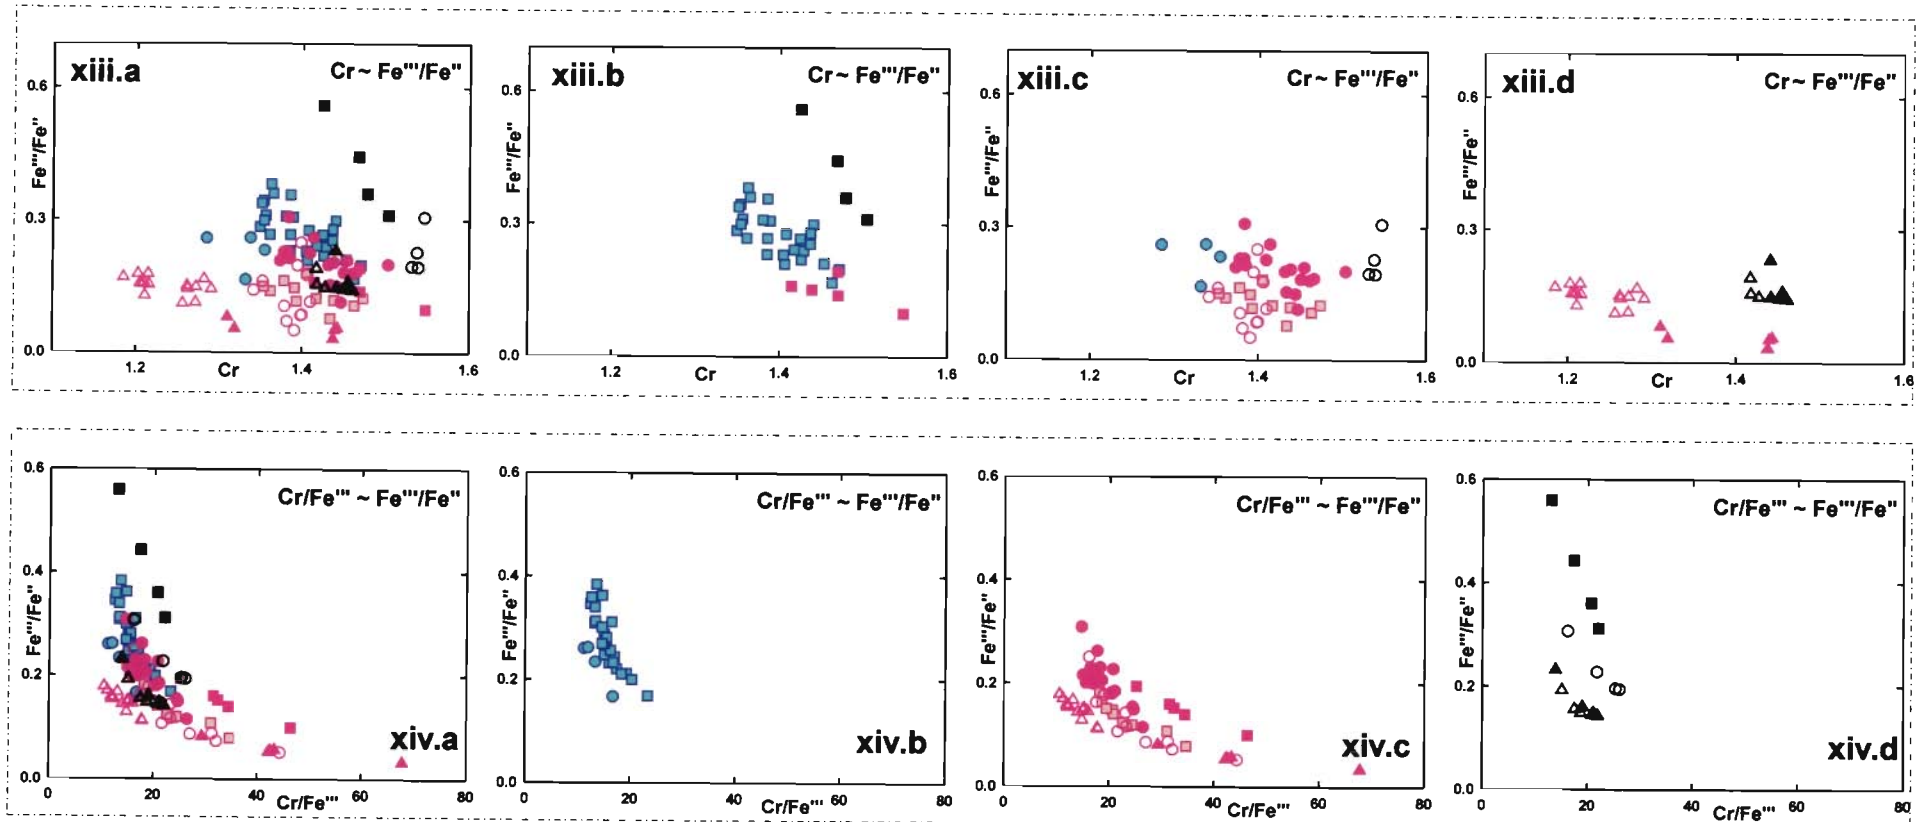 xiii.a Cr ~ Fe'''/Fe''
0.6
Fe'''/Fe''
0.3
0.0
1.2 Cr 1.4 1.6
xiii.b Cr ~ Fe'''/Fe''
0.6
Fe'''/Fe''
0.3
0.0
1.2 Cr 1.4 1.6
xiii.c Cr ~ Fe'''/Fe''
0.6
Fe'''/Fe''
0.3
0.0
1.2 Cr 1.4 1.6
xiii.d Cr ~ Fe'''/Fe''
0.6
Fe'''/Fe''
0.3
0.0
1.2 Cr 1.4 1.6
0.6
Cr/Fe''' ~ Fe'''/Fe''
0.4
Fe'''/Fe''
0.2
xiv.a
0.0
0 20 40 60 80
Cr/Fe'''
0.6
Cr/Fe''' ~ Fe'''/Fe''
0.4
Fe'''/Fe''
0.2
xiv.b
0.0
0 20 40 60 80
Cr/Fe'''
0.6
Cr/Fe''' ~ Fe'''/Fe''
0.4
Fe'''/Fe''
0.2
xiv.c
0.0
0 20 40 60 80
Cr/Fe'''
0.6
Cr/Fe''' ~ Fe'''/Fe''
0.4
Fe'''/Fe''
0.2
xiv.d
0.0
0 20 40 60 80
Cr/Fe'''